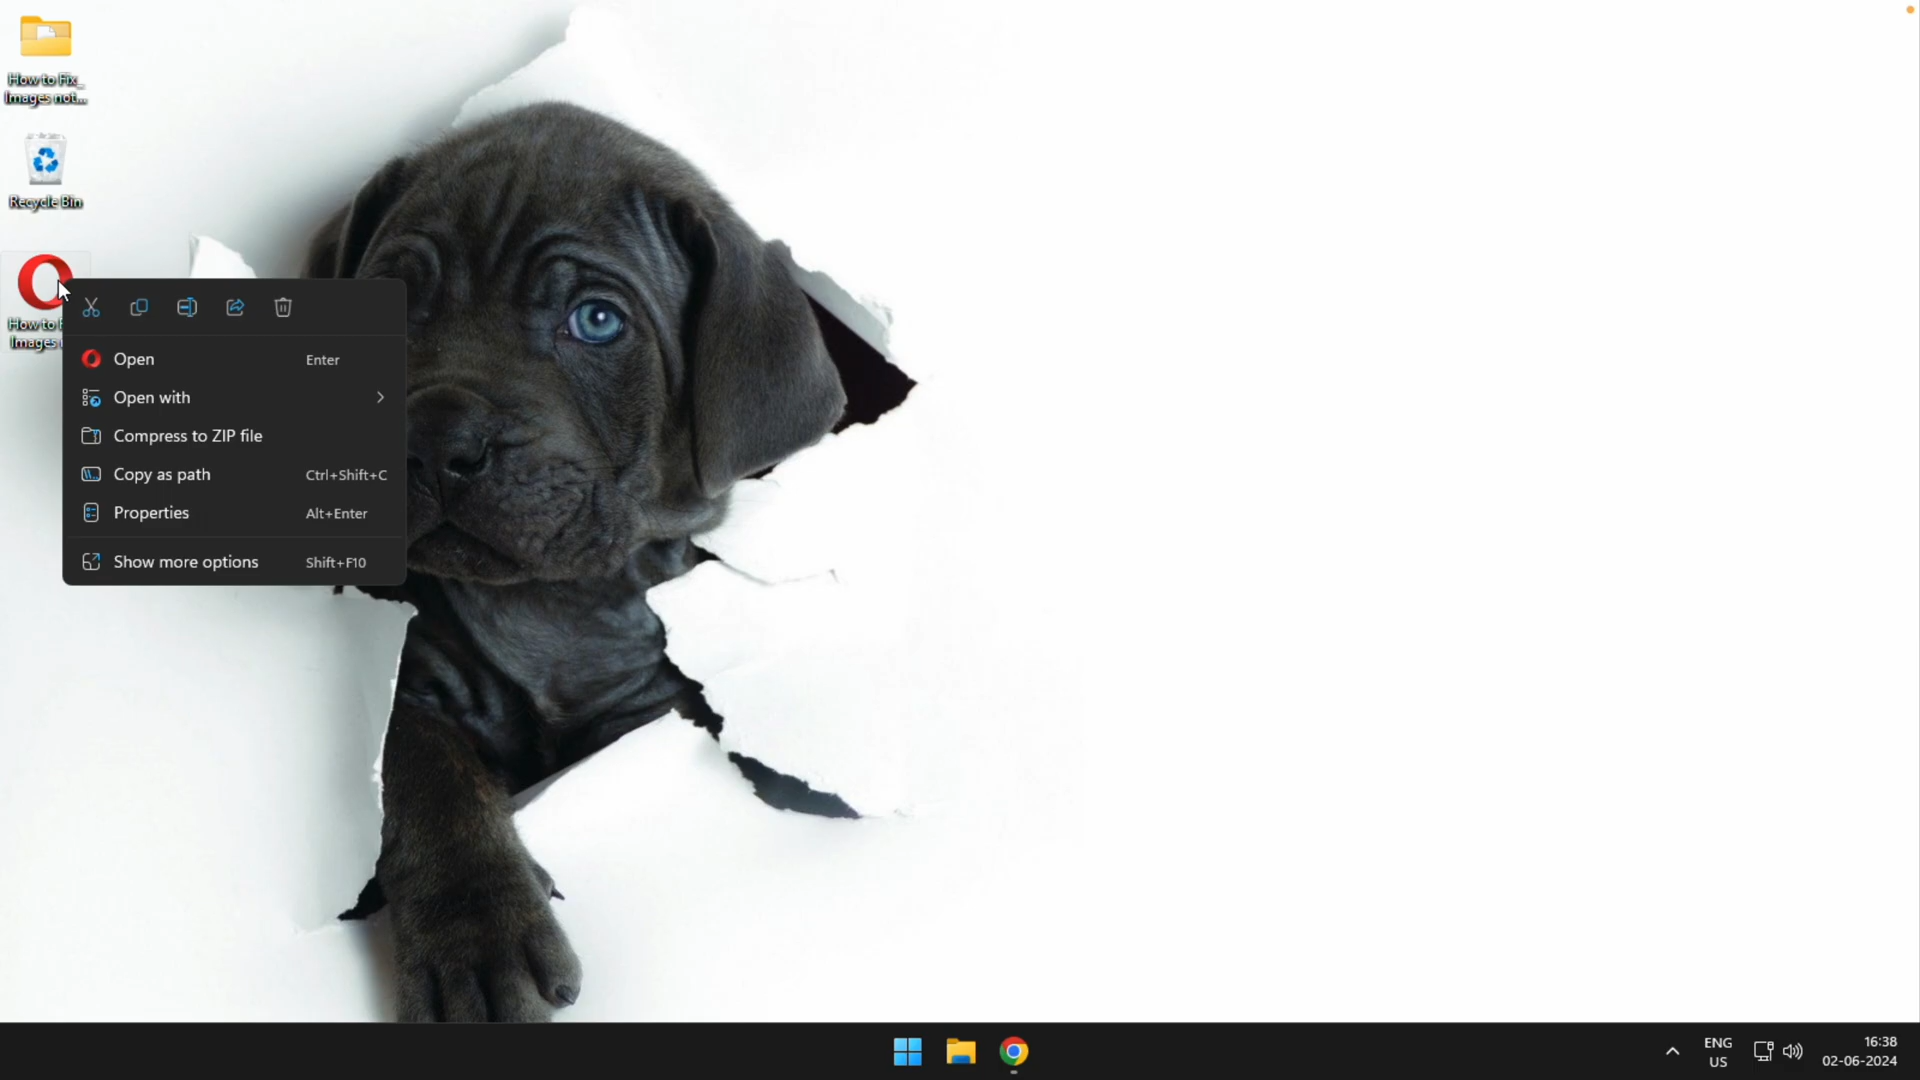 How to Fix_
Images not...
Recycle Bin
How to
Images
Open Enter
Open with
Compress to ZIP file
Copy as path Ctrl+Shift+C
Properties Alt+Enter
Show more options Shift+F10
ENG
US
16:38
02-06-2024